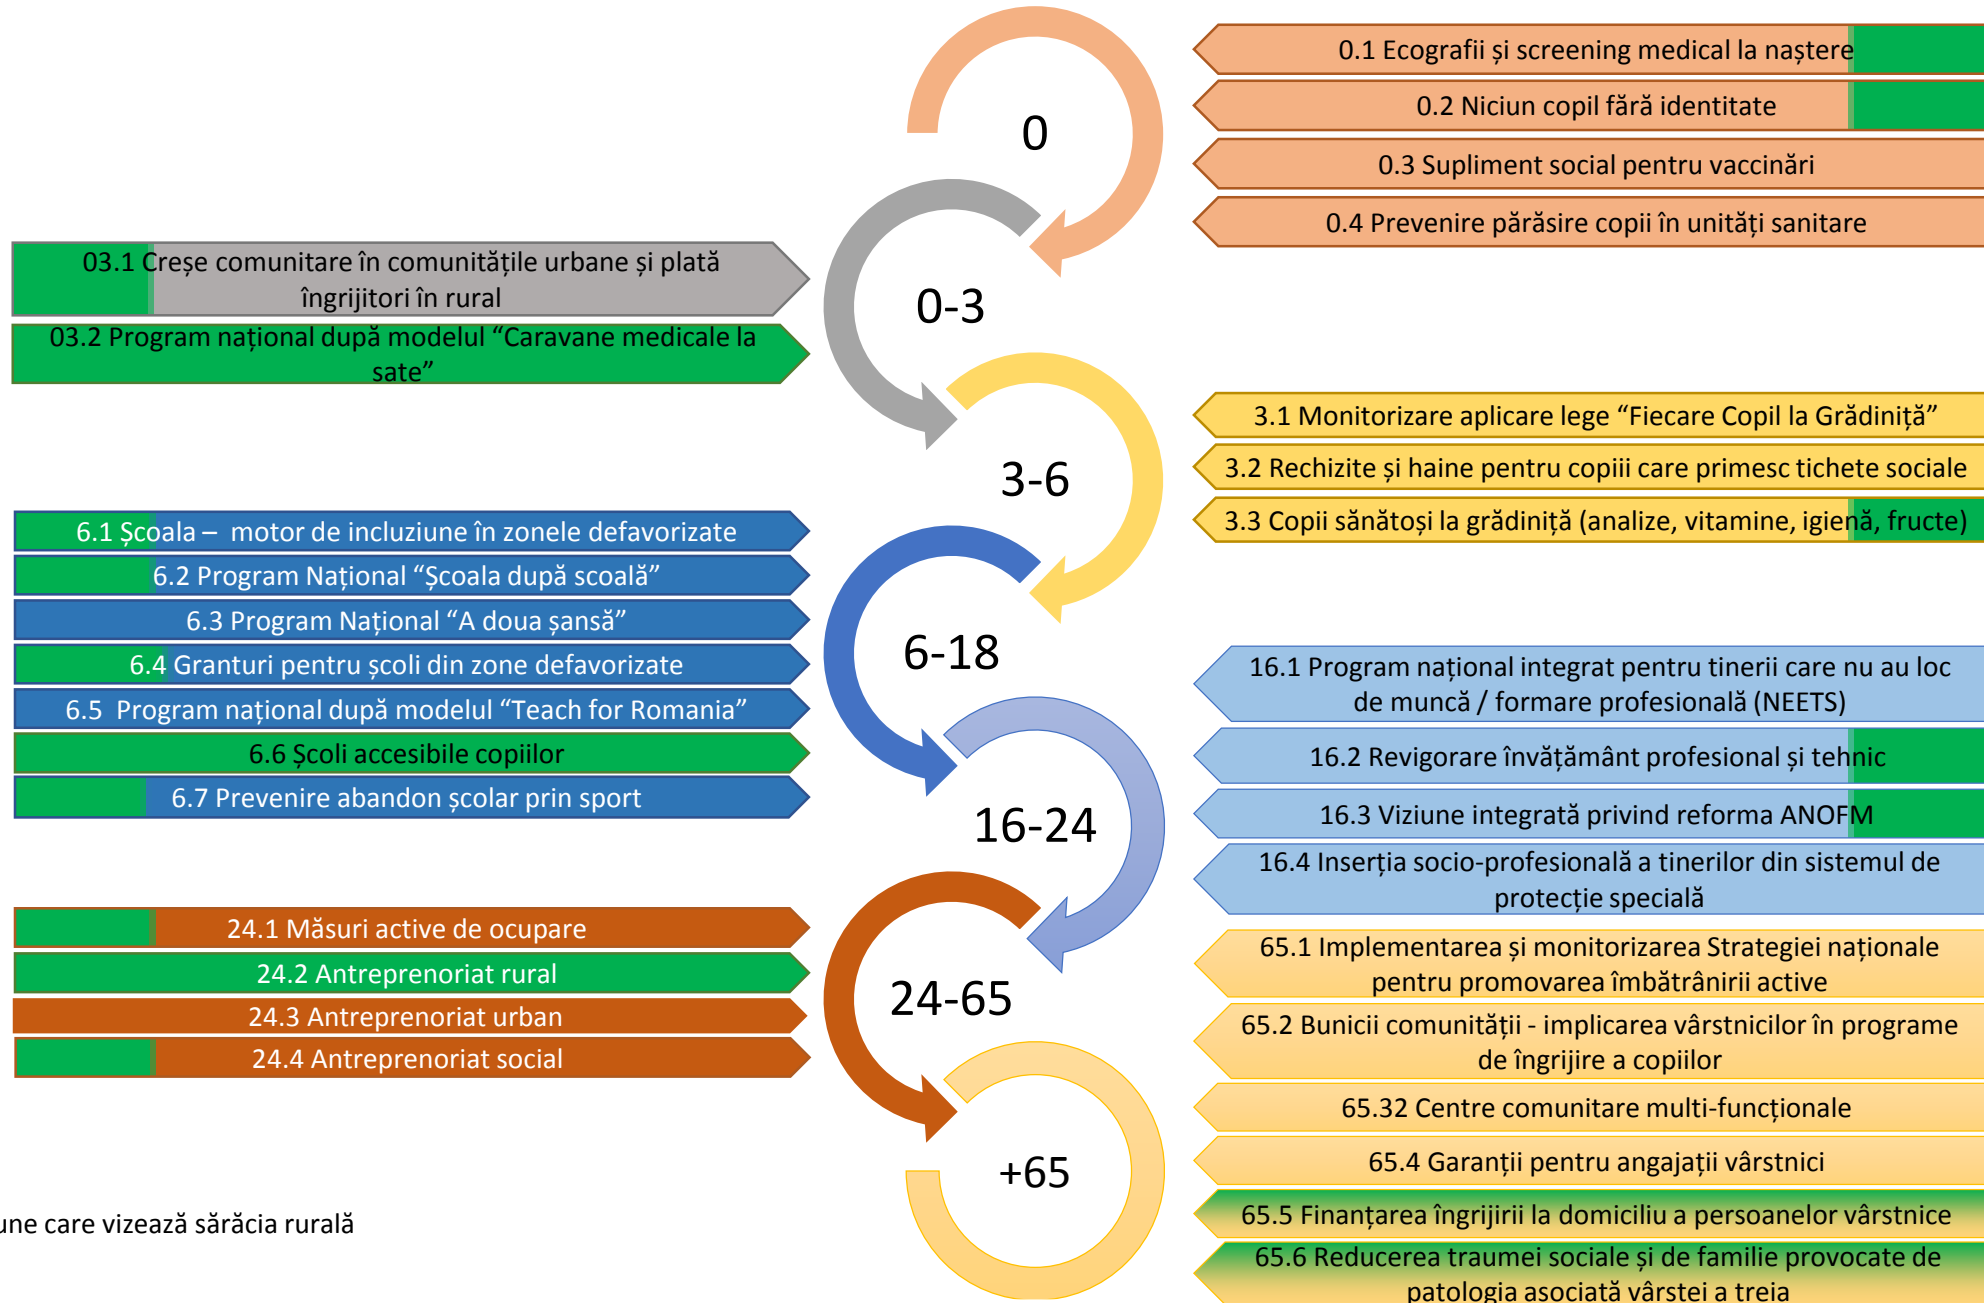 0
0.1 Ecografii și screening medical la naștere
0.2 Niciun copil fără identitate
0.3 Supliment social pentru vaccinări
0.4 Prevenire părăsire copii în unități sanitare
0-3
03.1 Creșe comunitare în comunitățile urbane și plată
îngrijitori în rural
03.2 Program național după modelul “Caravane medicale la
sate”
3-6
3.1 Monitorizare aplicare lege “Fiecare Copil la Grădiniță”
3.2 Rechizite și haine pentru copiii care primesc tichete sociale
3.3 Copii sănătoși la grădiniță (analize, vitamine, igienă, fructe)
6-18
6.1 Școala – motor de incluziune în zonele defavorizate
6.2 Program Național “Școala după scoală”
6.3 Program Național “A doua șansă”
6.4 Granturi pentru școli din zone defavorizate
6.5 Program național după modelul “Teach for Romania”
6.6 Școli accesibile copiilor
6.7 Prevenire abandon școlar prin sport
16-24
16.1 Program național integrat pentru tinerii care nu au loc
de muncă / formare profesională (NEETS)
16.2 Revigorare învățământ profesional și tehnic
16.3 Viziune integrată privind reforma ANOFM
16.4 Inserția socio-profesională a tinerilor din sistemul de
protecție specială
24-65
24.1 Măsuri active de ocupare
24.2 Antreprenoriat rural
24.3 Antreprenoriat urban
24.4 Antreprenoriat social
+65
65.1 Implementarea și monitorizarea Strategiei naționale
pentru promovarea îmbătrânirii active
65.2 Bunicii comunității - implicarea vârstnicilor în programe
de îngrijire a copiilor
65.32 Centre comunitare multi-funcționale
65.4 Garanții pentru angajații vârstnici
65.5 Finanțarea îngrijirii la domiciliu a persoanelor vârstnice
65.6 Reducerea traumei sociale și de familie provocate de
patologia asociată vârstei a treia
une care vizează sărăcia rurală